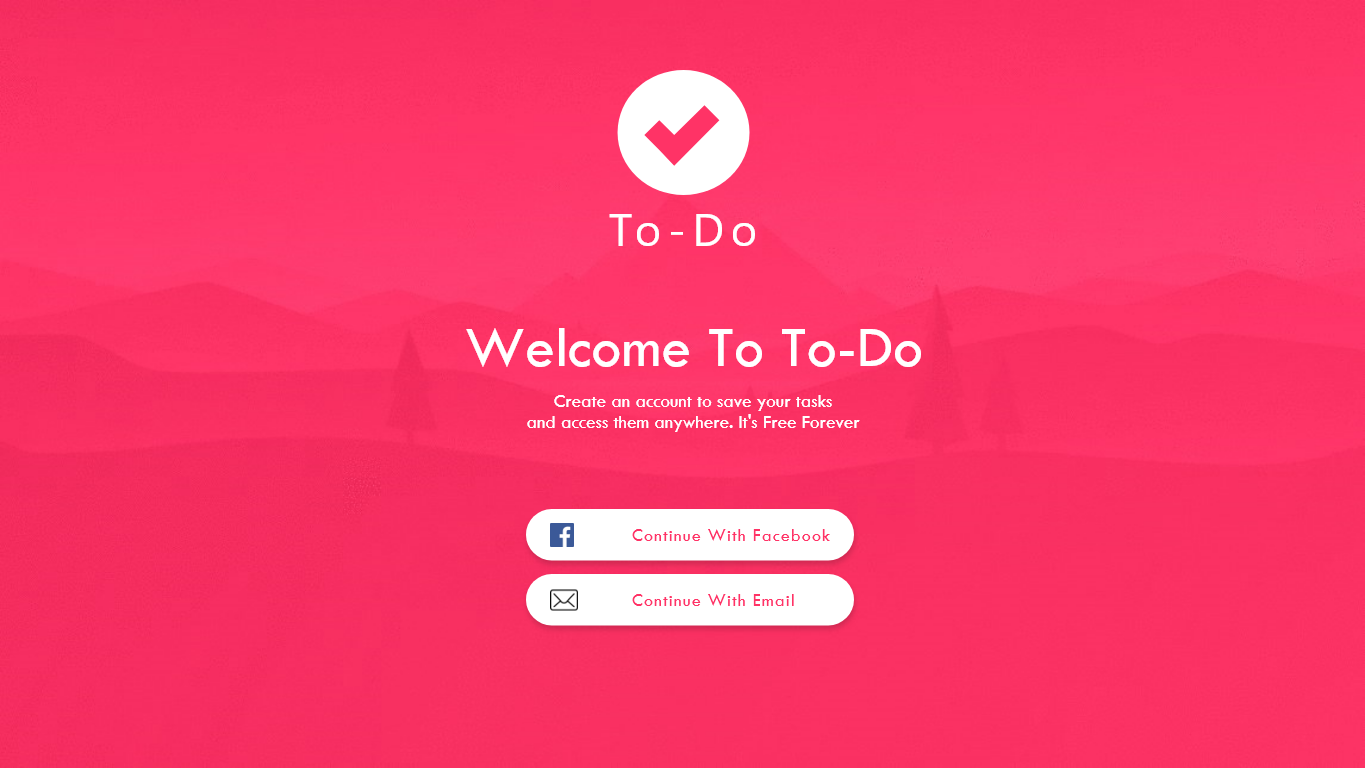 To-Do
Welcome To To-Do
Create an account to save your tasks
and access them anywhere. It's Free Forever
Continue With Facebook
Continue With Email